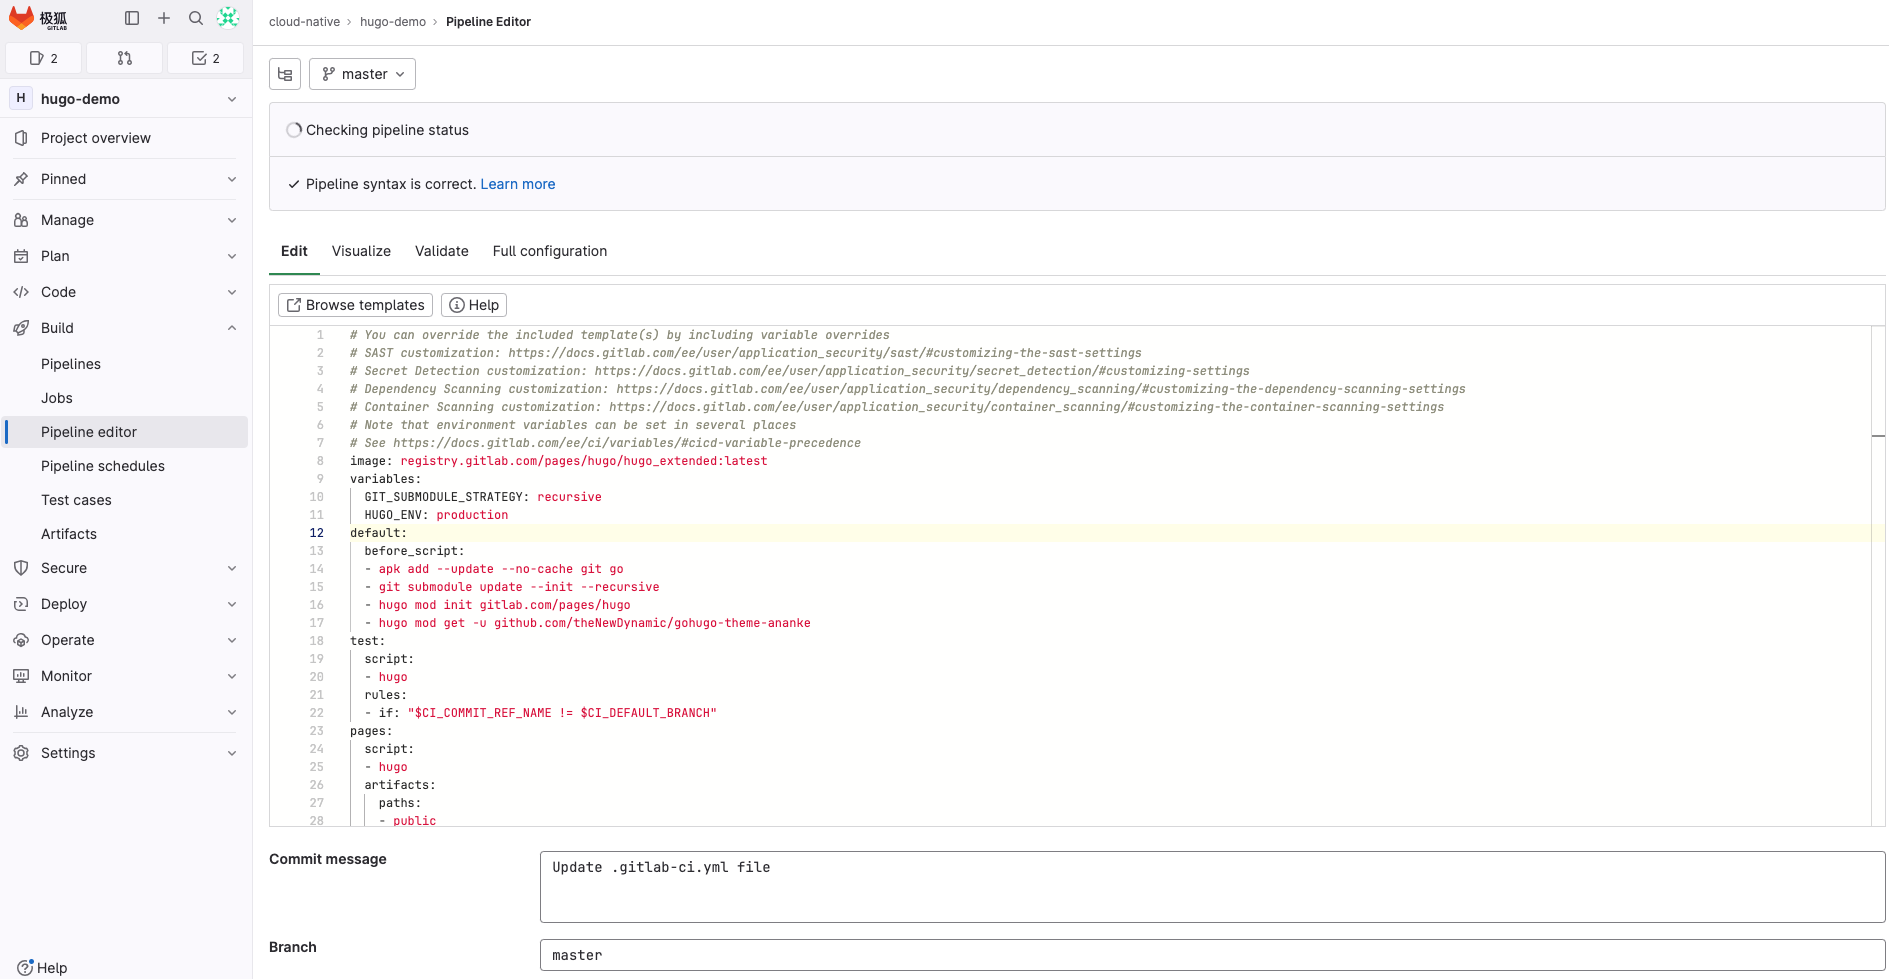 极狐
GITLAB
2
2
H hugo-demo
Project overview
Pinned
Manage
Plan
Code
Build
Pipelines
Jobs
Pipeline editor
Pipeline schedules
Test cases
Artifacts
Secure
Deploy
Operate
Monitor
Analyze
Settings
Help
cloud-native › hugo-demo › Pipeline Editor
master
Checking pipeline status
Pipeline syntax is correct. Learn more
Edit Visualize Validate Full configuration
Browse templates Help
1 # You can override the included template(s) by including variable overrides
2 # SAST customization: https://docs.gitlab.com/ee/user/application_security/sast/#customizing-the-sast-settings
3 # Secret Detection customization: https://docs.gitlab.com/ee/user/application_security/secret_detection/#customizing-settings
4 # Dependency Scanning customization: https://docs.gitlab.com/ee/user/application_security/dependency_scanning/#customizing-the-dependency-scanning-settings
5 # Container Scanning customization: https://docs.gitlab.com/ee/user/application_security/container_scanning/#customizing-the-container-scanning-settings
6 # Note that environment variables can be set in several places
7 # See https://docs.gitlab.com/ee/ci/variables/#cicd-variable-precedence
8 image: registry.gitlab.com/pages/hugo/hugo_extended:latest
9 variables:
10 GIT_SUBMODULE_STRATEGY: recursive
11 HUGO_ENV: production
12 default:
13 before_script:
14 - apk add --update --no-cache git go
15 - git submodule update --init --recursive
16 - hugo mod init gitlab.com/pages/hugo
17 - hugo mod get -u github.com/theNewDynamic/gohugo-theme-ananke
18 test:
19 script:
20 - hugo
21 rules:
22 - if: "$CI_COMMIT_REF_NAME != $CI_DEFAULT_BRANCH"
23 pages:
24 script:
25 - hugo
26 artifacts:
27 paths:
28 - public
Commit message
Update .gitlab-ci.yml file
Branch
master